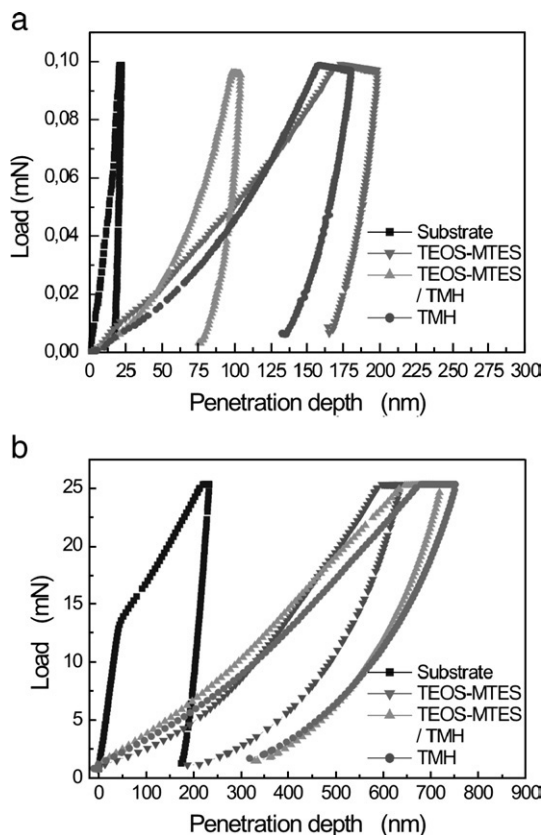 a
0,10
0,08
0,06
0,04
0,02
0,00
Load (mN)
Substrate
TEOS-MTES
TEOS-MTES
/ TMH
TMH
0 25 50 75 100 125 150 175 200 225 250 275 300
Penetration depth (nm)
b
25
20
15
10
5
0
Load (mN)
Substrate
TEOS-MTES
TEOS-MTES
/ TMH
TMH
0 100 200 300 400 500 600 700 800 900
Penetration depth (nm)